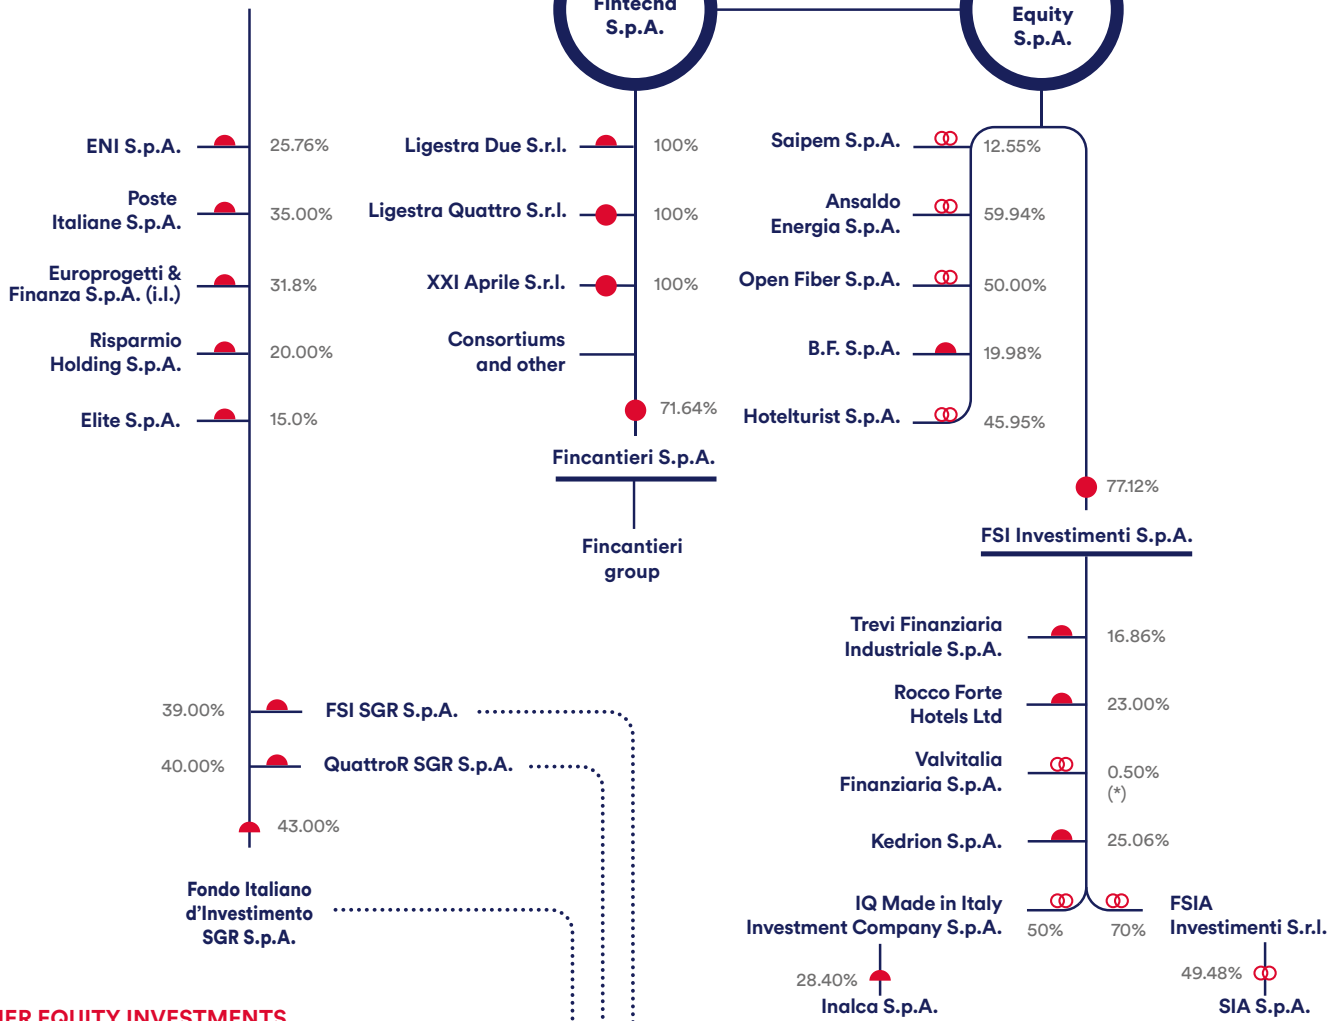 Fintecna
S.p.A.
Equity
S.p.A.
ENI S.p.A.
25.76%
Poste
Italiane S.p.A.
35.00%
Europrogetti &
Finanza S.p.A. (i.l.)
31.8%
Risparmio
Holding S.p.A.
20.00%
Elite S.p.A.
15.0%
39.00%
FSI SGR S.p.A.
40.00%
QuattroR SGR S.p.A.
43.00%
Fondo Italiano
d'Investimento
SGR S.p.A.
Ligestra Due S.r.l.
100%
Ligestra Quattro S.r.l.
100%
XXI Aprile S.r.l.
100%
Consortiums
and other
71.64%
Fincantieri S.p.A.
Fincantieri
group
Saipem S.p.A.
12.55%
Ansaldo
Energia S.p.A.
59.94%
Open Fiber S.p.A.
50.00%
B.F. S.p.A.
19.98%
Hotelturist S.p.A.
45.95%
77.12%
FSI Investimenti S.p.A.
Trevi Finanziaria
Industriale S.p.A.
16.86%
Rocco Forte
Hotels Ltd
23.00%
Valvitalia
Finanziaria S.p.A.
0.50%
(*)
Kedrion S.p.A.
25.06%
IQ Made in Italy
Investment Company S.p.A.
50%
70%
FSIA
Investimenti S.r.l.
28.40%
Inalca S.p.A.
49.48%
SIA S.p.A.
EQUITY INVESTMENTS